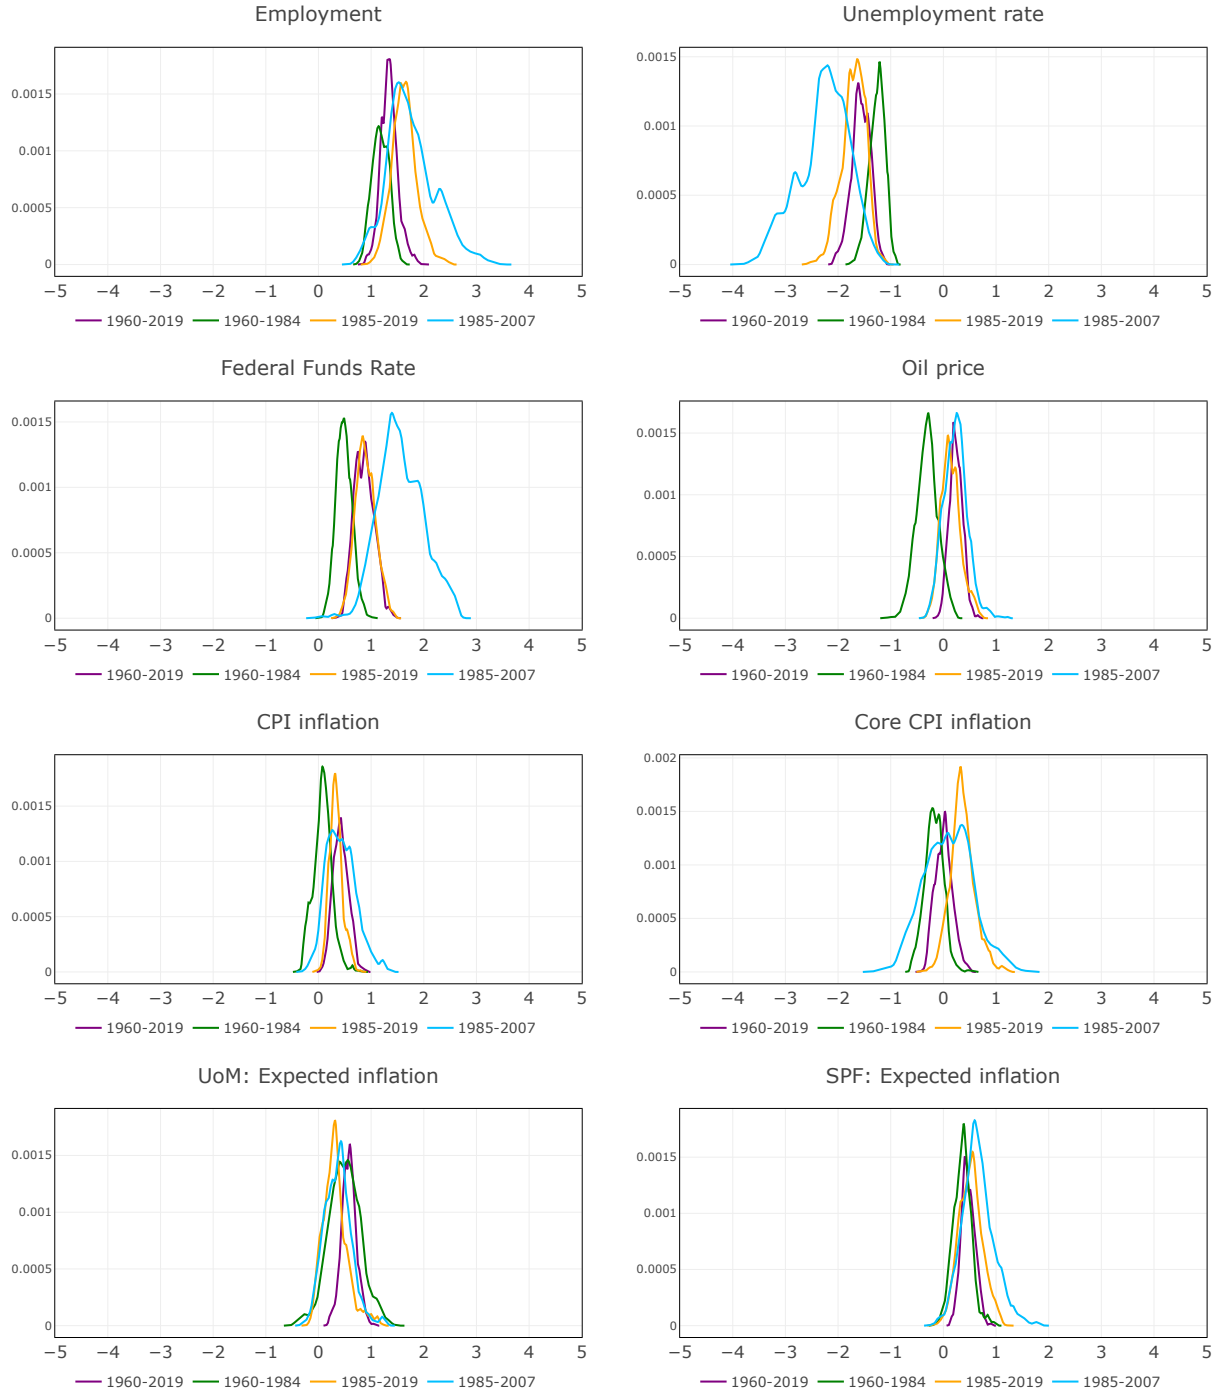 Employment
Unemployment rate
0.0015
0.001
0.0005
0
−5 −4 −3 −2 −1 0 1 2 3 4 5
1960-2019 1960-1984 1985-2019 1985-2007
0.0015
0.001
0.0005
0
−5 −4 −3 −2 −1 0 1 2 3 4 5
1960-2019 1960-1984 1985-2019 1985-2007
Federal Funds Rate
Oil price
0.0015
0.001
0.0005
0
−5 −4 −3 −2 −1 0 1 2 3 4 5
1960-2019 1960-1984 1985-2019 1985-2007
0.0015
0.001
0.0005
0
−5 −4 −3 −2 −1 0 1 2 3 4 5
1960-2019 1960-1984 1985-2019 1985-2007
CPI inflation
Core CPI inflation
0.0015
0.001
0.0005
0
−5 −4 −3 −2 −1 0 1 2 3 4 5
1960-2019 1960-1984 1985-2019 1985-2007
0.002
0.0015
0.001
0.0005
0
−5 −4 −3 −2 −1 0 1 2 3 4 5
1960-2019 1960-1984 1985-2019 1985-2007
UoM: Expected inflation
SPF: Expected inflation
0.0015
0.001
0.0005
0
−5 −4 −3 −2 −1 0 1 2 3 4 5
1960-2019 1960-1984 1985-2019 1985-2007
0.0015
0.001
0.0005
0
−5 −4 −3 −2 −1 0 1 2 3 4 5
1960-2019 1960-1984 1985-2019 1985-2007